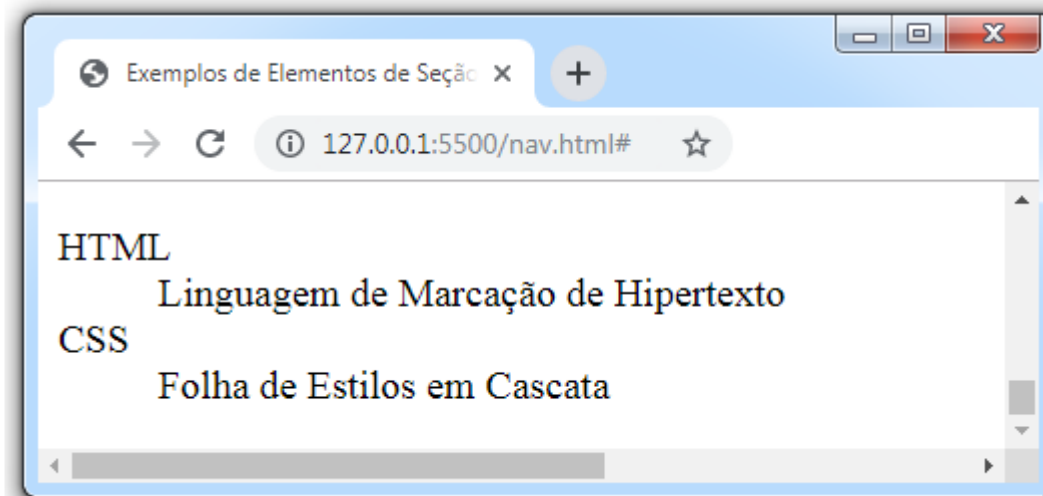 Exemplos de Elementos de Seçã
127.0.0.1:5500/nav.html#
HTML
Linguagem de Marcação de Hipertexto
CSS
Folha de Estilos em Cascata